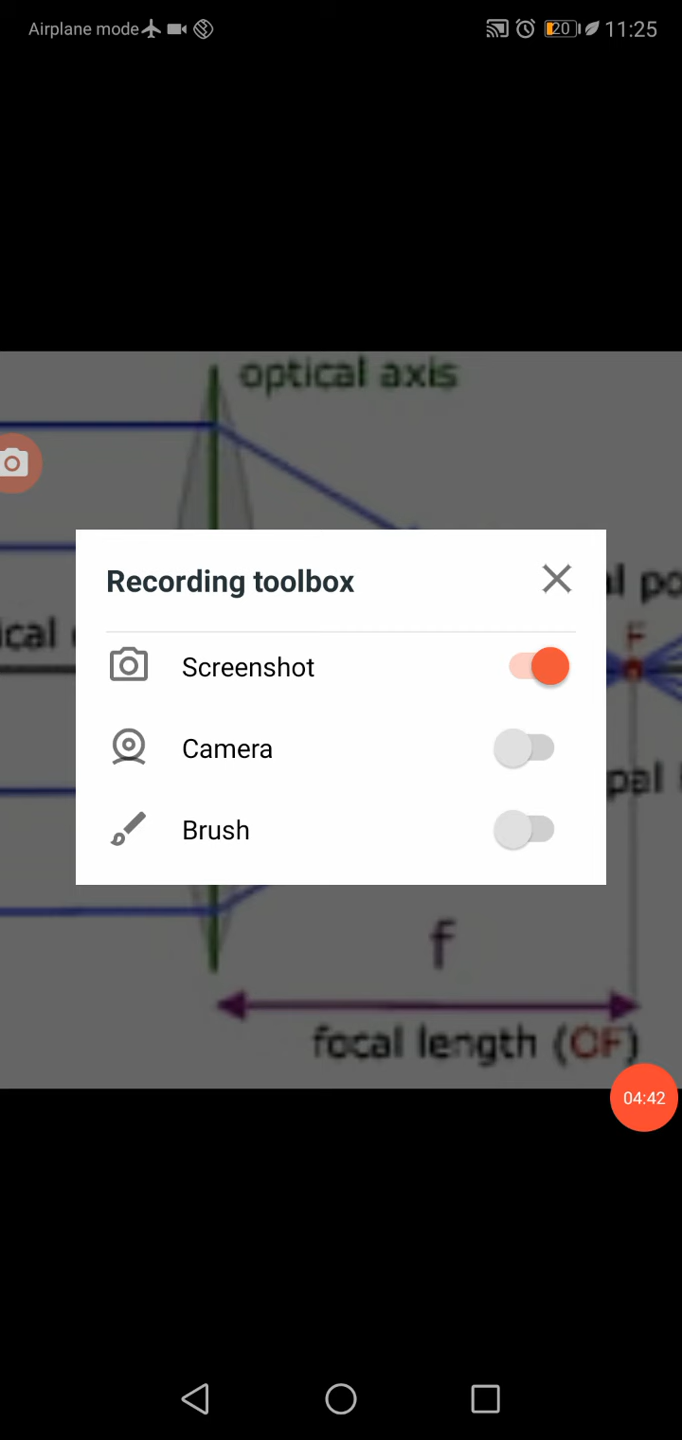 Airplane mode 20 11:25
optical axis
Recording toolbox
Screenshot
Camera
Brush
F
f
focal length (OF)
04:42